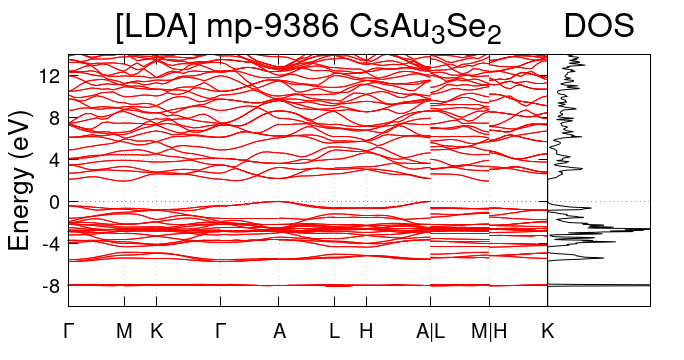 [LDA] mp-9386 CsAu₃Se₂ DOS
Energy (eV)
12
8
4
0
-4
-8
Γ M K Γ A L H A|L M|H K